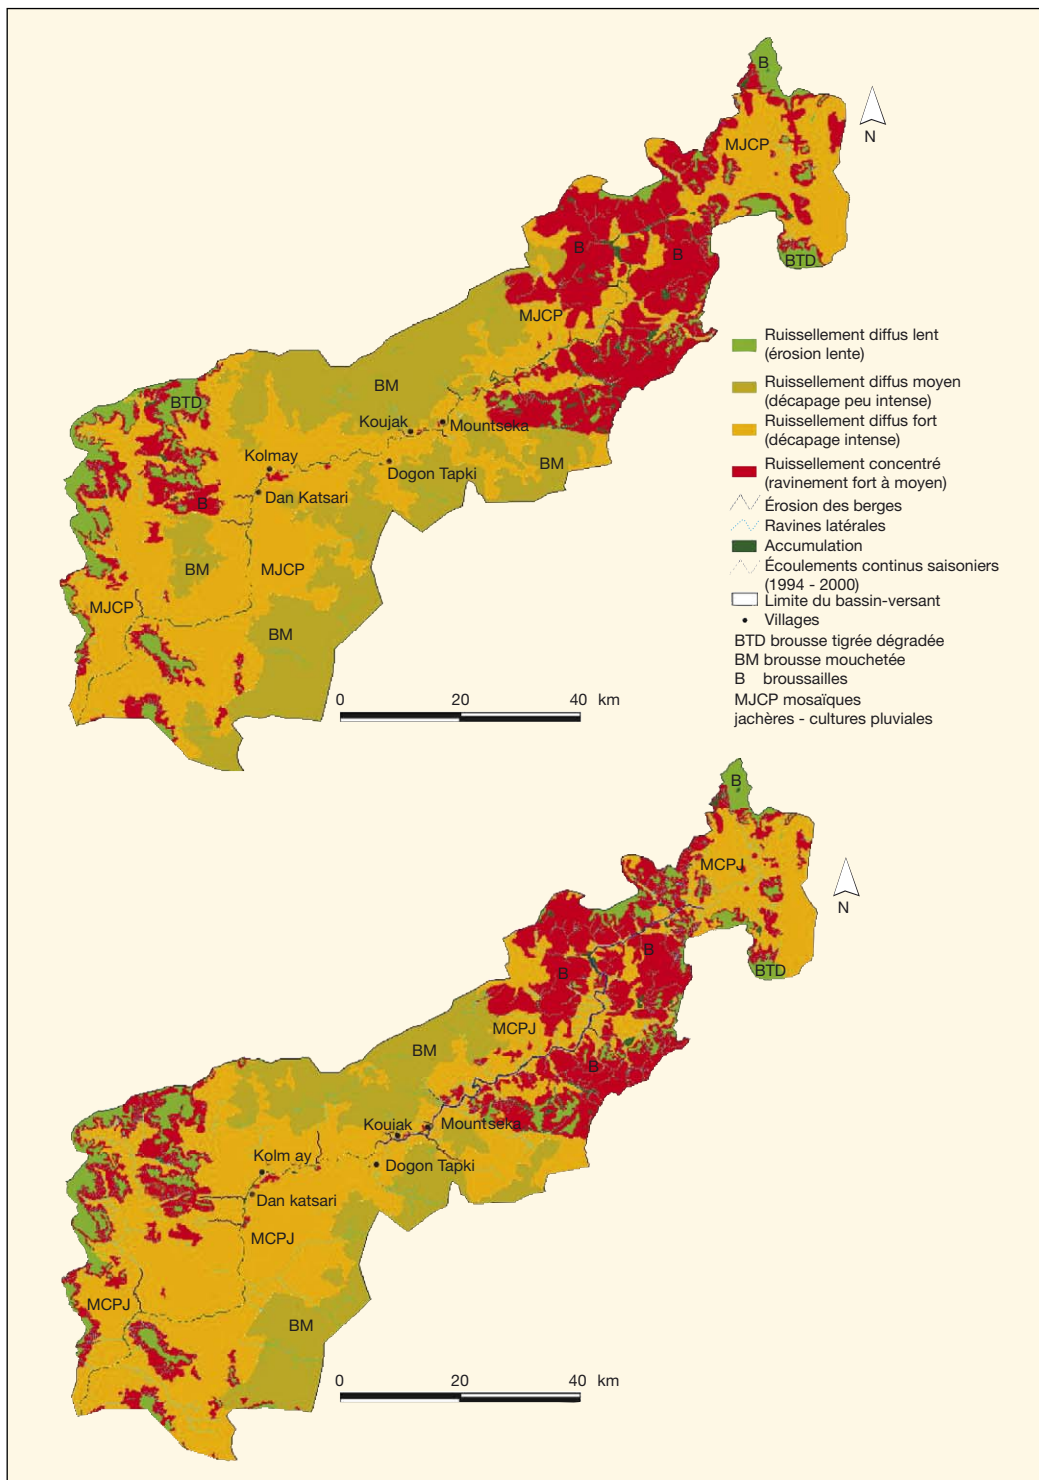 B
N
MJCP
B
B
BTD
MJCP
Ruissellement diffus lent
(érosion lente)
BM
Ruissellement diffus moyen
(décapage peu intense)
BTD
Ruissellement diffus fort
(décapage intense)
Koujak
Mountseka
Kolmay
Dogon Tapki
BM
Ruissellement concentré
(ravinement fort à moyen)
Dan Katsari
B
Érosion des berges
Ravines latérales
Accumulation
BM
MJCP
Écoulements continus saisoniers
(1994 - 2000)
MJCP
Limite du bassin-versant
Villages
BM
BTD brousse tigrée dégradée
BM brousse mouchetée
B broussailles
MJCP mosaïques
jachères - cultures pluviales
0 20 40 km
B
MCPJ
N
B
B
BTD
MCPJ
BM
B
Koujak
Mountseka
Kolm ay
Dogon Tapki
Dan katsari
MCPJ
MCPJ
BM
0 20 40 km